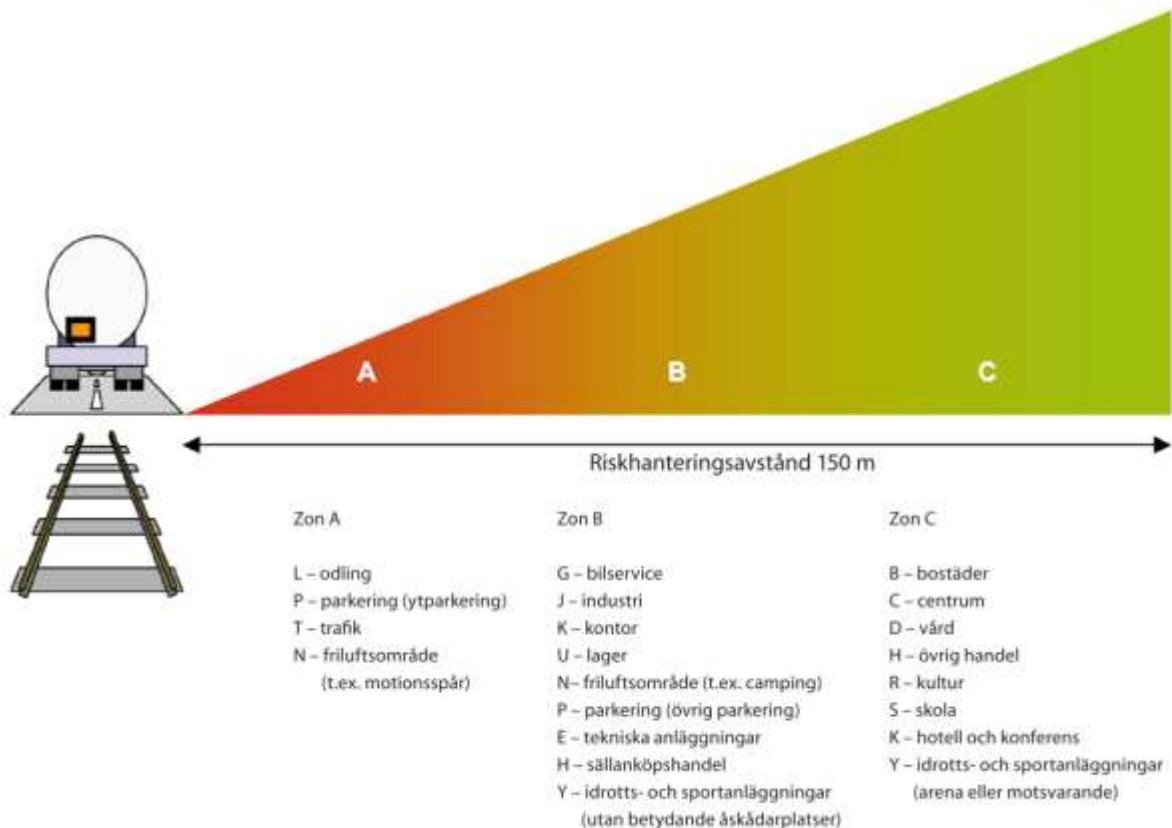 A
B
C
Riskhanteringsavstånd 150 m
Zon A
L – odling
P – parkering (ytparkering)
T – trafik
N – friluftsområde
(t.ex. motionsspår)
Zon B
G – bilservice
J – industri
K – kontor
U – lager
N– friluftsområde (t.ex. camping)
P – parkering (övrig parkering)
E – tekniska anläggningar
H – sällanköpshandel
Y – idrotts- och sportanläggningar
(utan betydande åskådarplatser)
Zon C
B – bostäder
C – centrum
D – vård
H – övrig handel
R – kultur
S – skola
K – hotell och konferens
Y – idrotts- och sportanläggningar
(arena eller motsvarande)